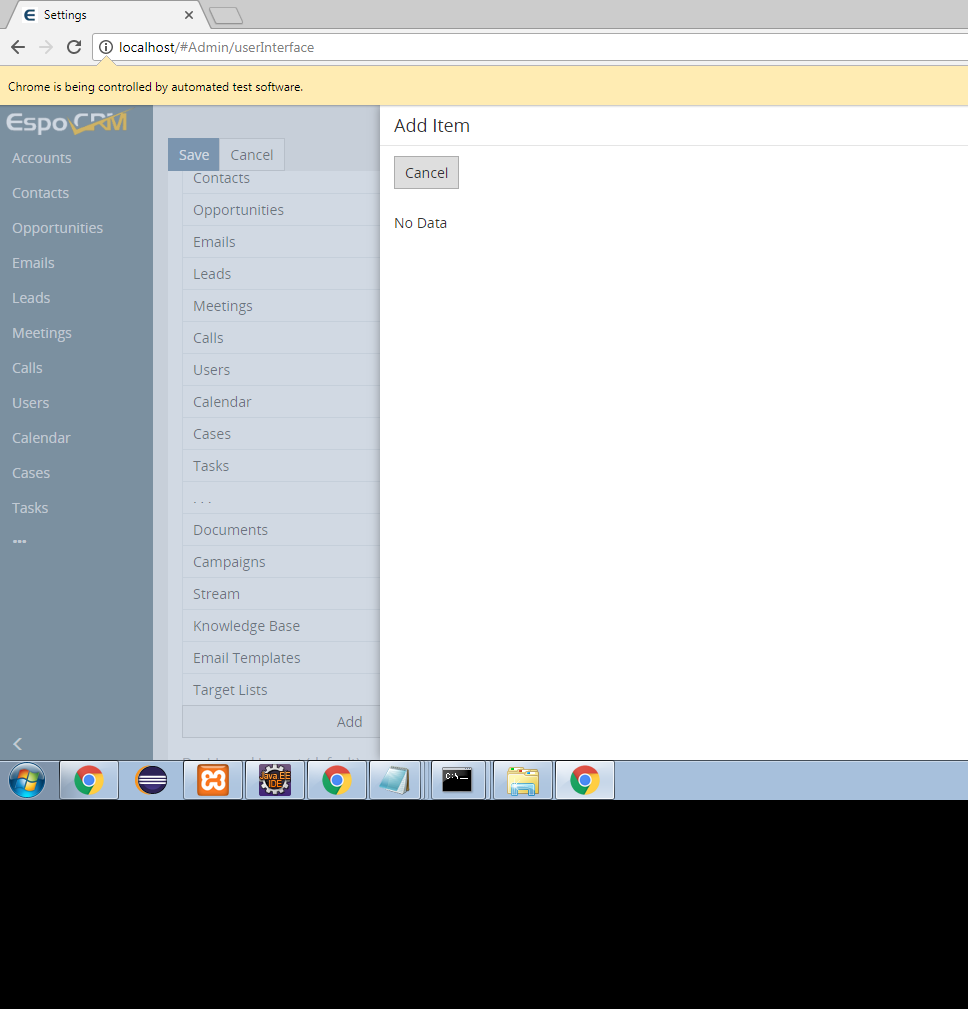 Settings
localhost/#Admin/userInterface
Chrome is being controlled by automated test software.
EspoCRM
Accounts
Contacts
Opportunities
Emails
Leads
Meetings
Calls
Users
Calendar
Cases
Tasks
Save
Cancel
Contacts
Opportunities
Emails
Leads
Meetings
Calls
Users
Calendar
Cases
Tasks
. . .
Documents
Campaigns
Stream
Knowledge Base
Email Templates
Target Lists
Add
Add Item
Cancel
No Data
Java EE
IDE
C:\_